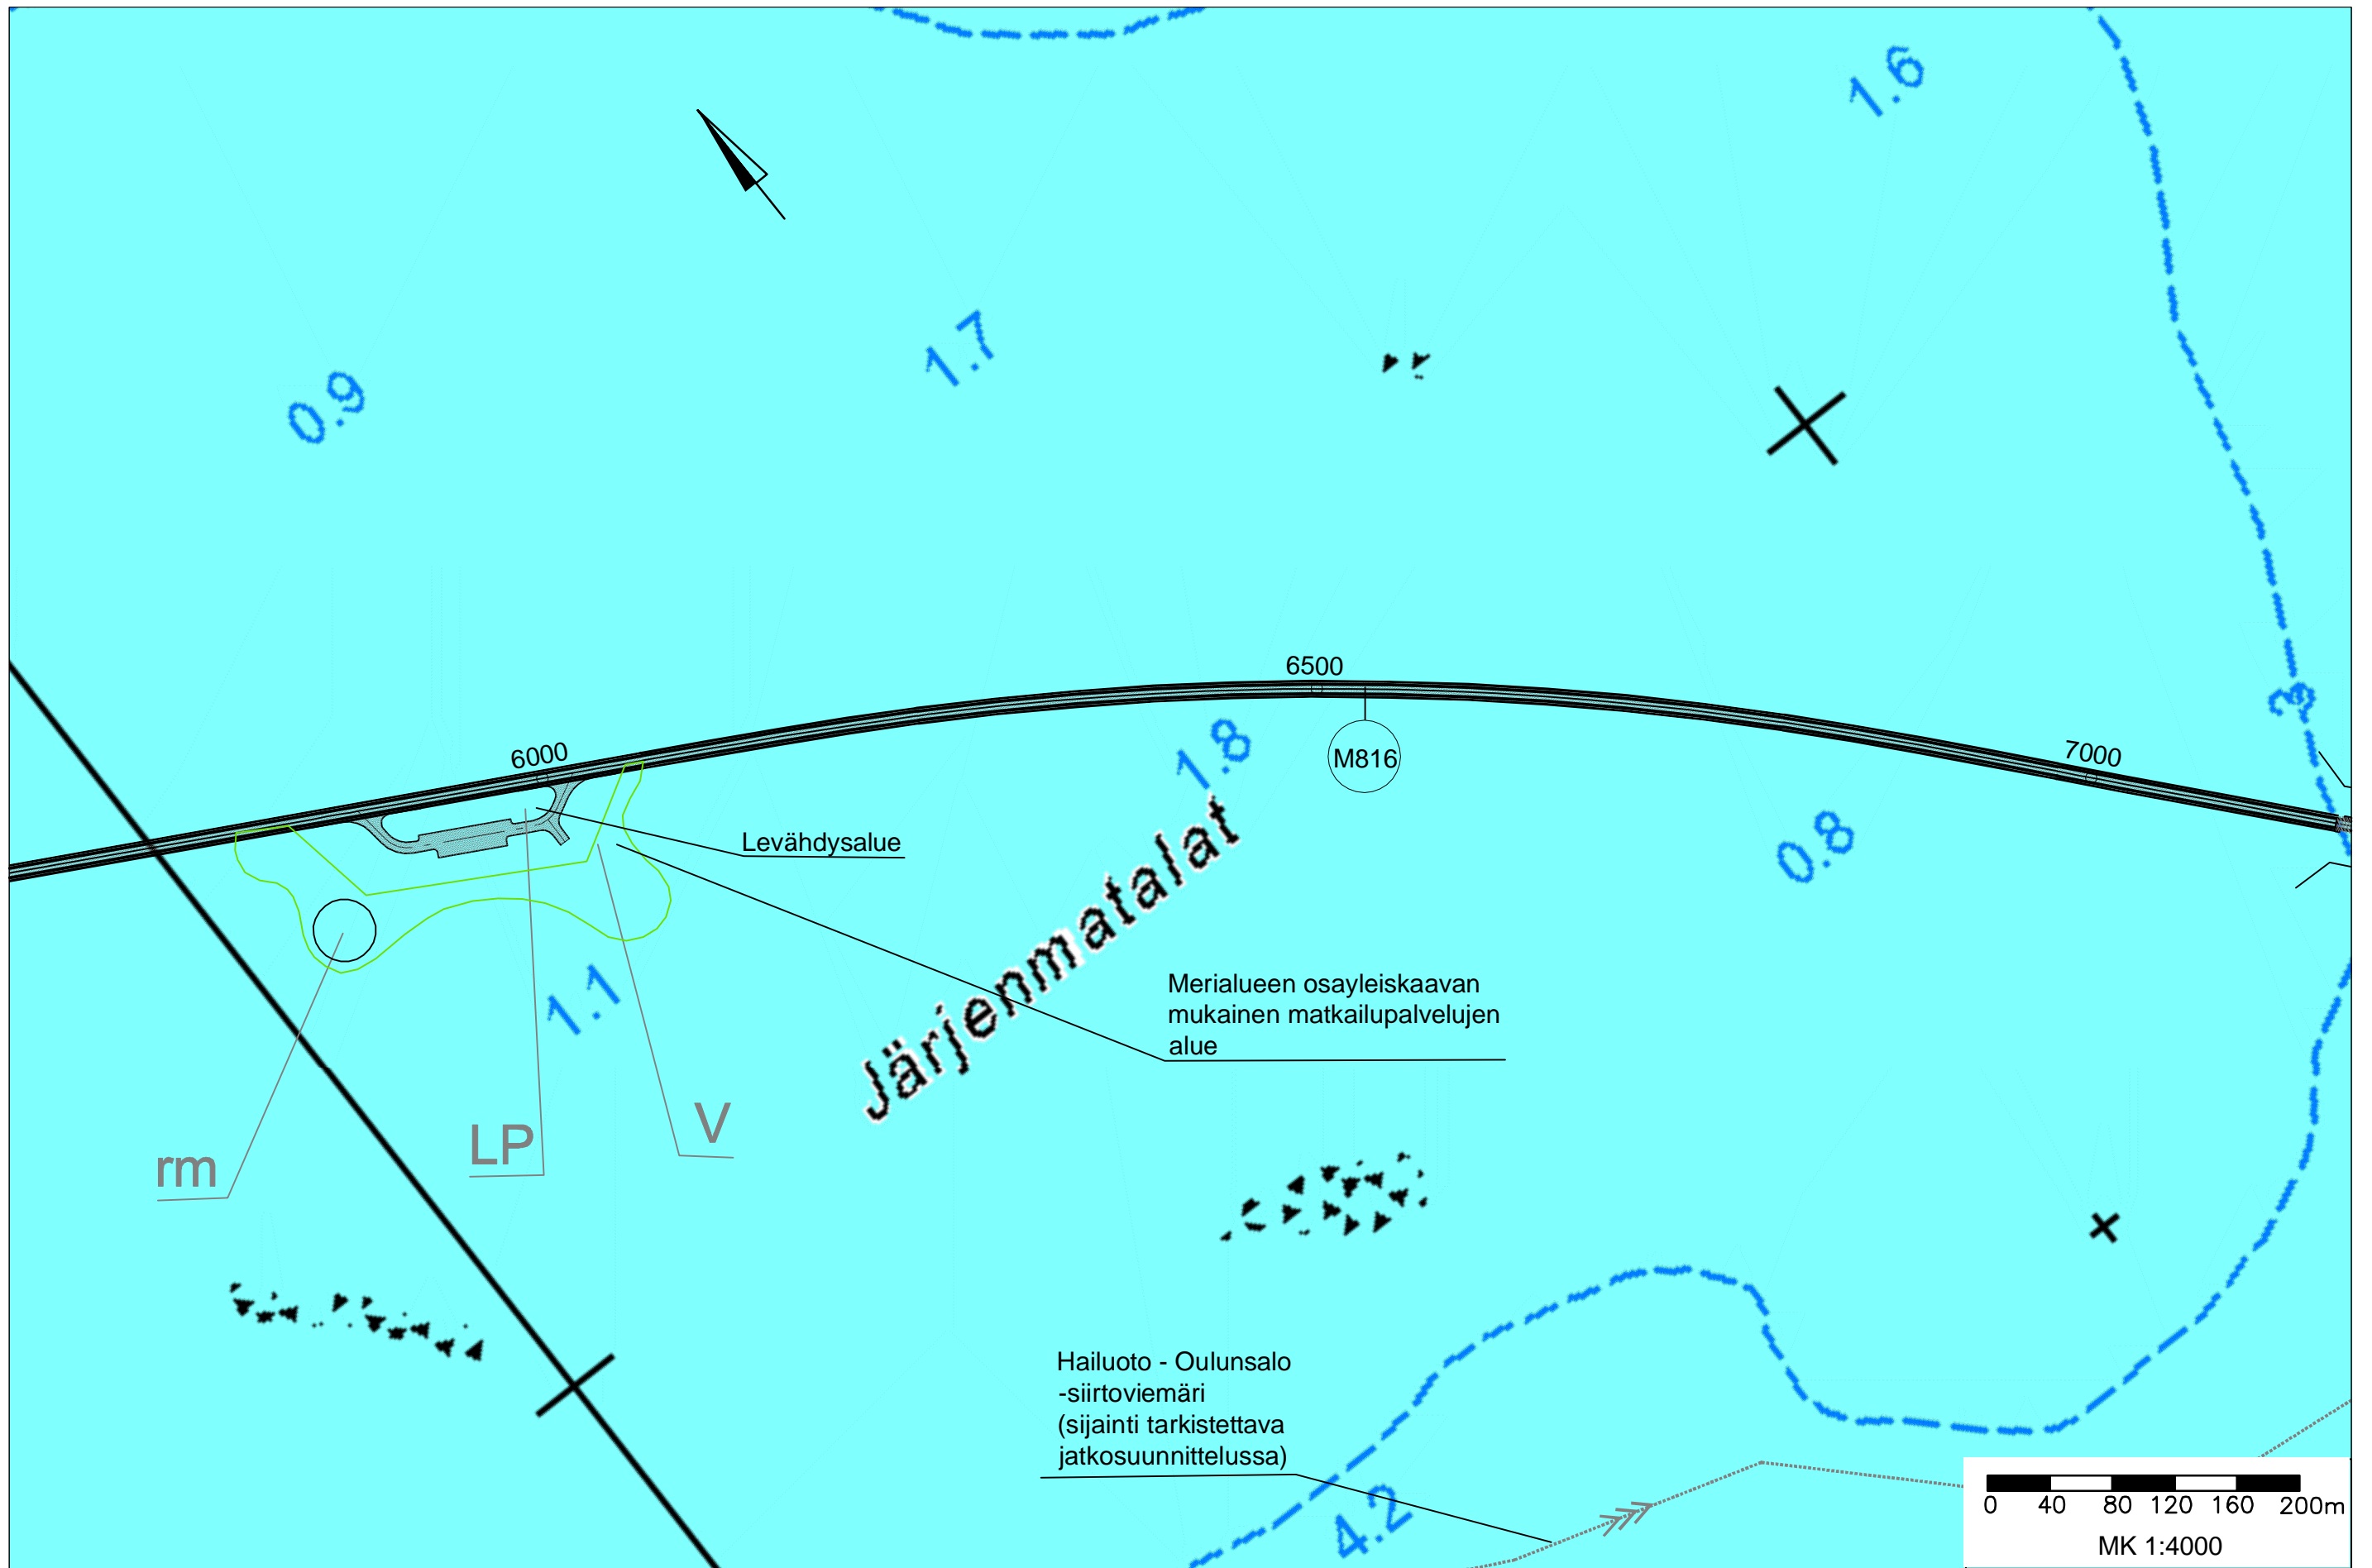 1.6
1.7
0.9
6500
3
6000
1.8
M816
7000
Levähdysalue
0.8
Järjenmatalat
1.1
Merialueen osayleiskaavan
mukainen matkailupalvelujen
alue
V
LP
rm
Hailuoto - Oulunsalo
-siirtoviemäri
(sijainti tarkistettava
jatkosuunnittelussa)
4.2
0 40 80 120 160 200m
MK 1:4000